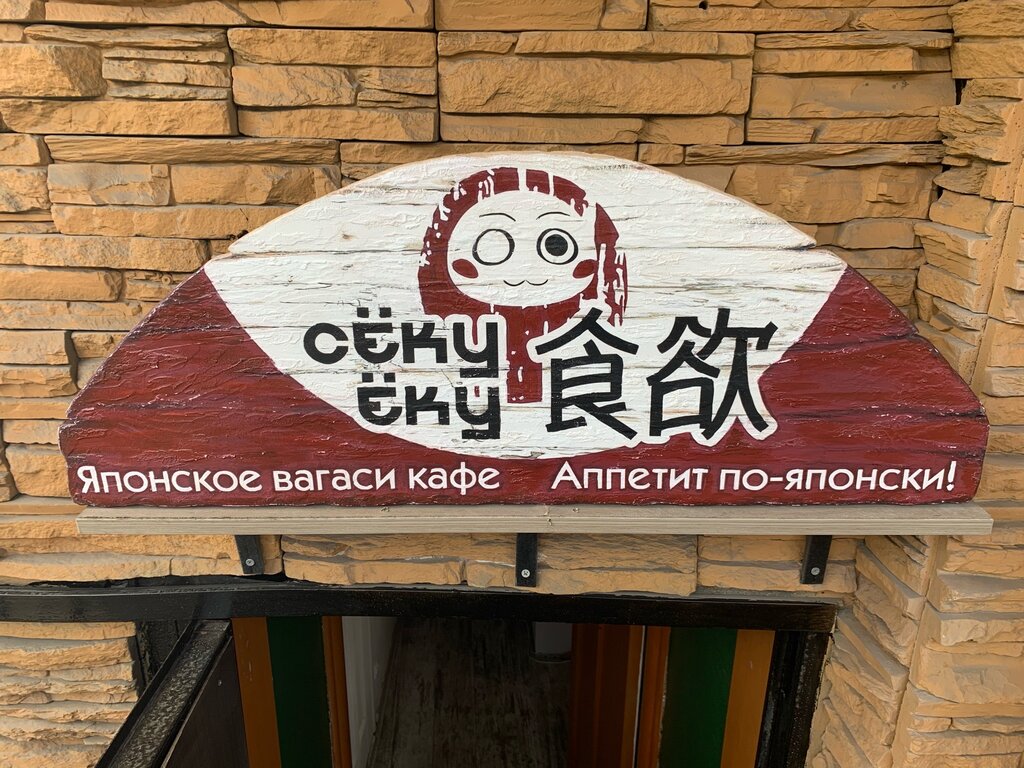 сёку
ёку
食欲
Японское вагаси кафе
Аппетит по-японски!